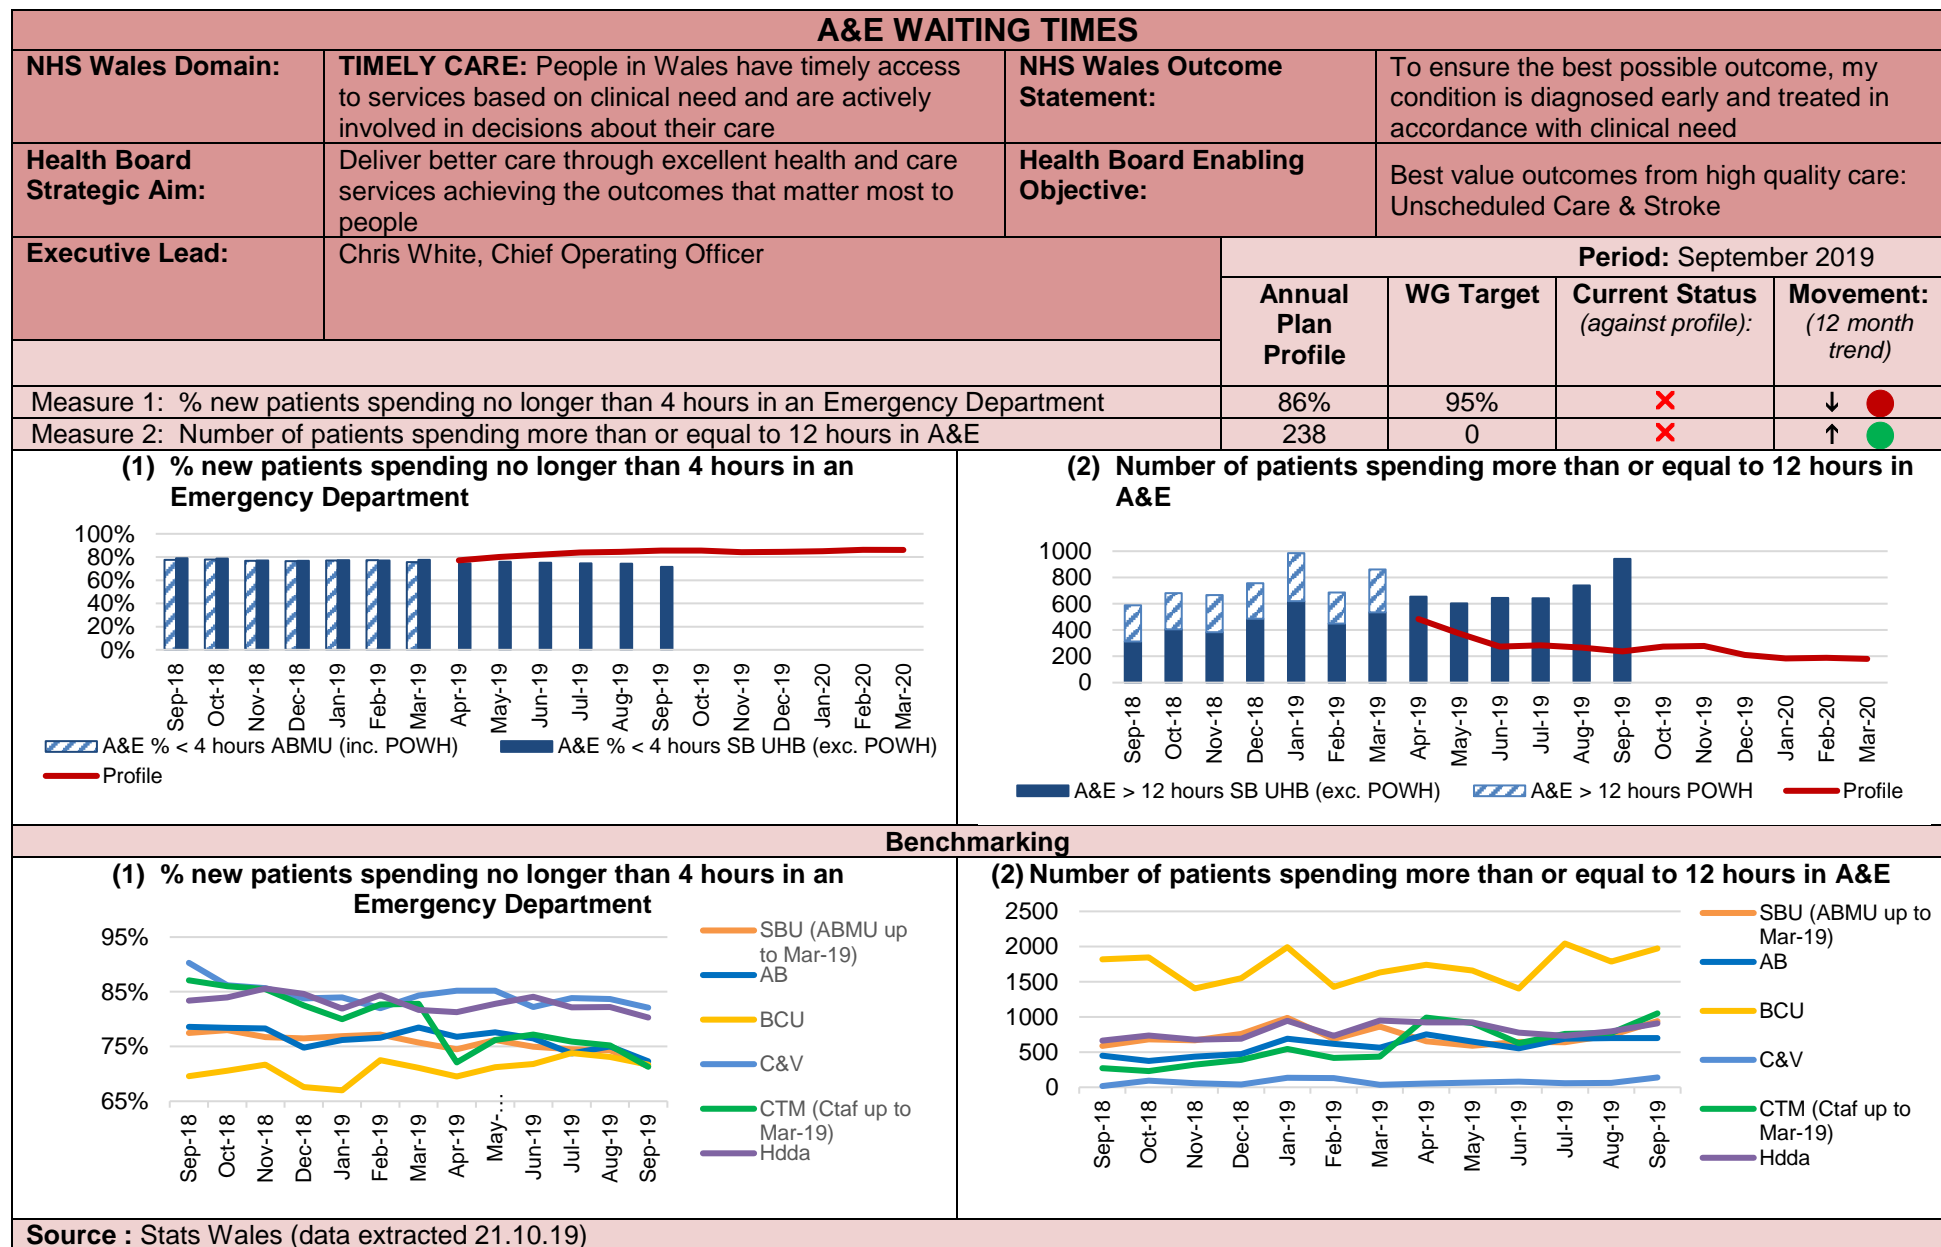 A&E WAITING TIMES
NHS Wales Domain:
TIMELY CARE: People in Wales have timely access
to services based on clinical need and are actively
involved in decisions about their care
NHS Wales Outcome
Statement:
To ensure the best possible outcome, my
condition is diagnosed early and treated in
accordance with clinical need
Health Board
Strategic Aim:
Deliver better care through excellent health and care
services achieving the outcomes that matter most to
people
Health Board Enabling
Objective:
Best value outcomes from high quality care:
Unscheduled Care & Stroke
Executive Lead:
Chris White, Chief Operating Officer
Period: September 2019
Annual
Plan
Profile
WG Target
Current Status
(against profile):
Movement:
(12 month
trend)
Measure 1: % new patients spending no longer than 4 hours in an Emergency Department
86%
95%
✕
↓
Measure 2: Number of patients spending more than or equal to 12 hours in A&E
238
0
✕
↑
(1) % new patients spending no longer than 4 hours in an
Emergency Department
100%
80%
60%
40%
20%
0%
Sep-18
Oct-18
Nov-18
Dec-18
Jan-19
Feb-19
Mar-19
Apr-19
May-19
Jun-19
Jul-19
Aug-19
Sep-19
Oct-19
Nov-19
Dec-19
Jan-20
Feb-20
Mar-20
A&E % < 4 hours ABMU (inc. POWH)
A&E % < 4 hours SB UHB (exc. POWH)
Profile
(2) Number of patients spending more than or equal to 12 hours in
A&E
1000
800
600
400
200
0
Sep-18
Oct-18
Nov-18
Dec-18
Jan-19
Feb-19
Mar-19
Apr-19
May-19
Jun-19
Jul-19
Aug-19
Sep-19
Oct-19
Nov-19
Dec-19
Jan-20
Feb-20
Mar-20
A&E > 12 hours SB UHB (exc. POWH)
A&E > 12 hours POWH
Profile
Benchmarking
(1) % new patients spending no longer than 4 hours in an
Emergency Department
95%
85%
75%
65%
Sep-18
Oct-18
Nov-18
Dec-18
Jan-19
Feb-19
Mar-19
Apr-19
May-…
Jun-19
Jul-19
Aug-19
Sep-19
SBU (ABMU up
to Mar-19)
AB
BCU
C&V
CTM (Ctaf up to
Mar-19)
Hdda
(2) Number of patients spending more than or equal to 12 hours in A&E
2500
2000
1500
1000
500
0
Sep-18
Oct-18
Nov-18
Dec-18
Jan-19
Feb-19
Mar-19
Apr-19
May-19
Jun-19
Jul-19
Aug-19
Sep-19
SBU (ABMU up to
Mar-19)
AB
BCU
C&V
CTM (Ctaf up to
Mar-19)
Hdda
Source : Stats Wales (data extracted 21.10.19)